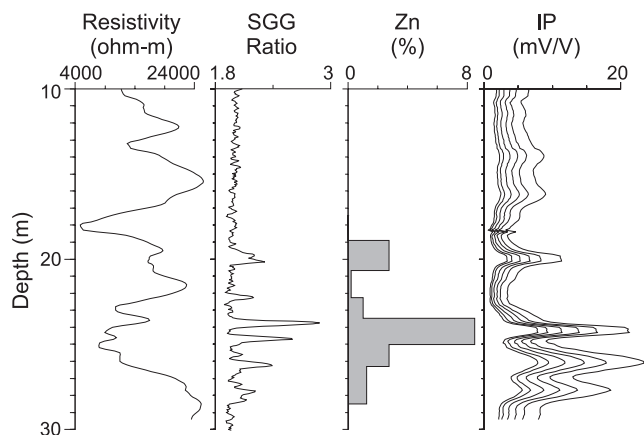 Resistivity
(ohm-m)
SGG
Ratio
Zn
(%)
IP
(mV/V)
4000 24000
1.8 3
0 8
0 20
10
20
30
Depth (m)